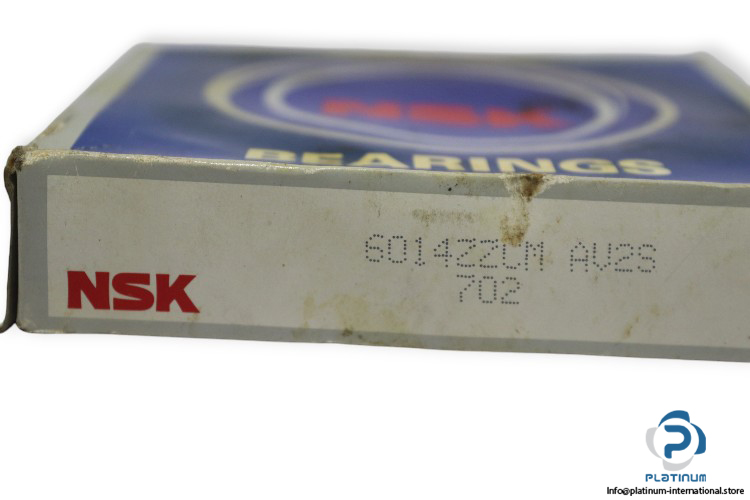 NSK
BEARINGS
6014ZZCM AV2S
702
NSK
PLATINUM
Info@platinum-international.store